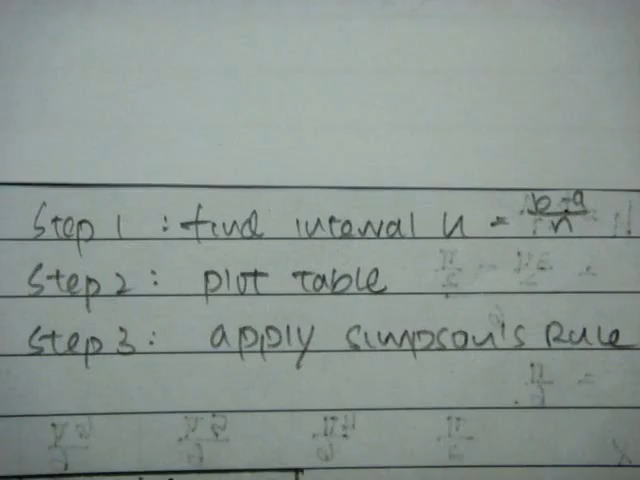 Step 1 : find interval h = b-a/n
Step 2 : plot table
Step 3 : apply simpson's Rule